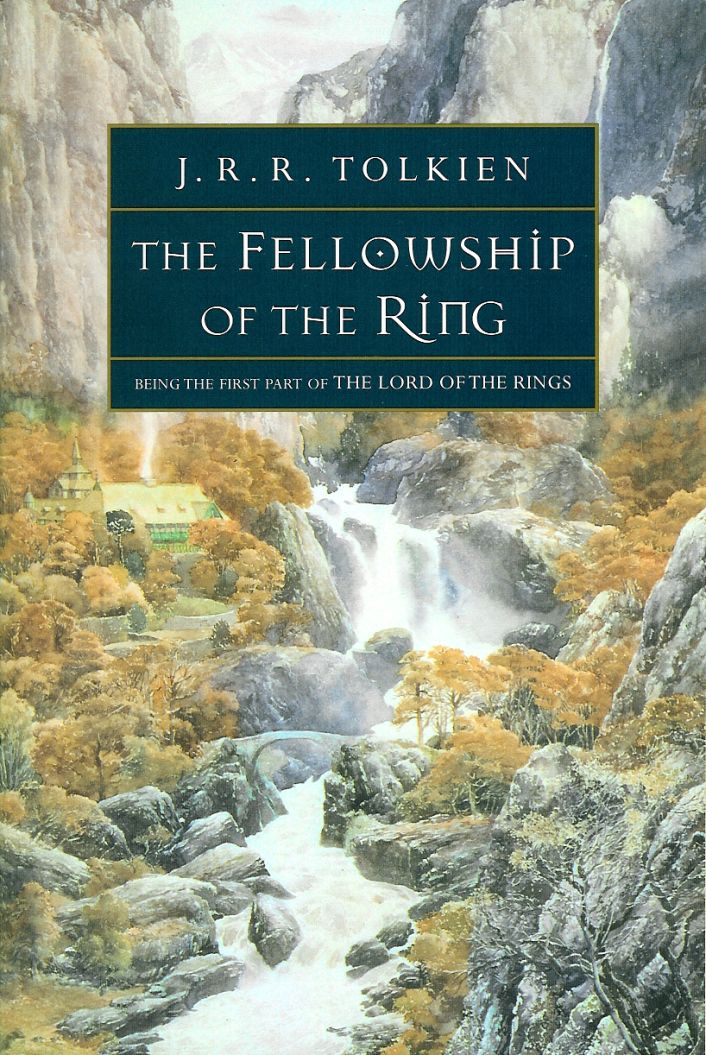 J. R. R. TOLKIEN
THE FELLOWSHIP
OF THE RING
BEING THE FIRST PART OF THE LORD OF THE RINGS